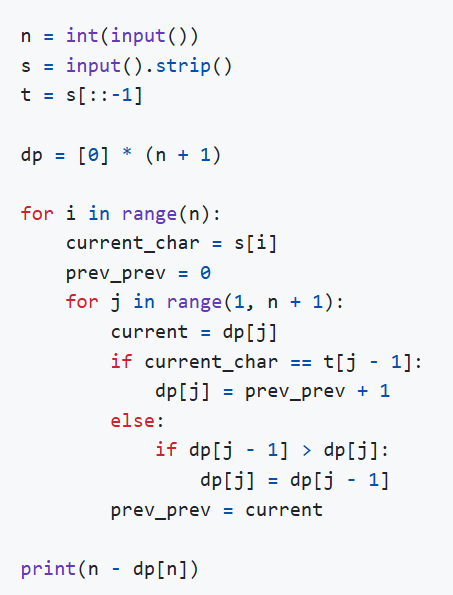 n = int(input())
s = input().strip()
t = s[::-1]

dp = [0] * (n + 1)

for i in range(n):
    current_char = s[i]
    prev_prev = 0
    for j in range(1, n + 1):
        current = dp[j]
        if current_char == t[j - 1]:
            dp[j] = prev_prev + 1
        else:
            if dp[j - 1] > dp[j]:
                dp[j] = dp[j - 1]
        prev_prev = current

print(n - dp[n])